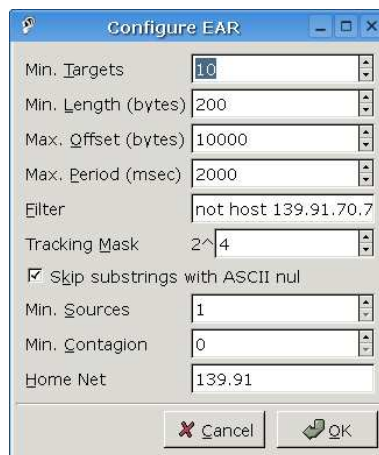 Configure EAR
Min. Targets 10
Min. Length (bytes) 200
Max. Offset (bytes) 10000
Max. Period (msec) 2000
Filter not host 139.91.70.7
Tracking Mask 2^ 4
Skip substrings with ASCII nul
Min. Sources 1
Min. Contagion 0
Home Net 139.91
Cancel OK